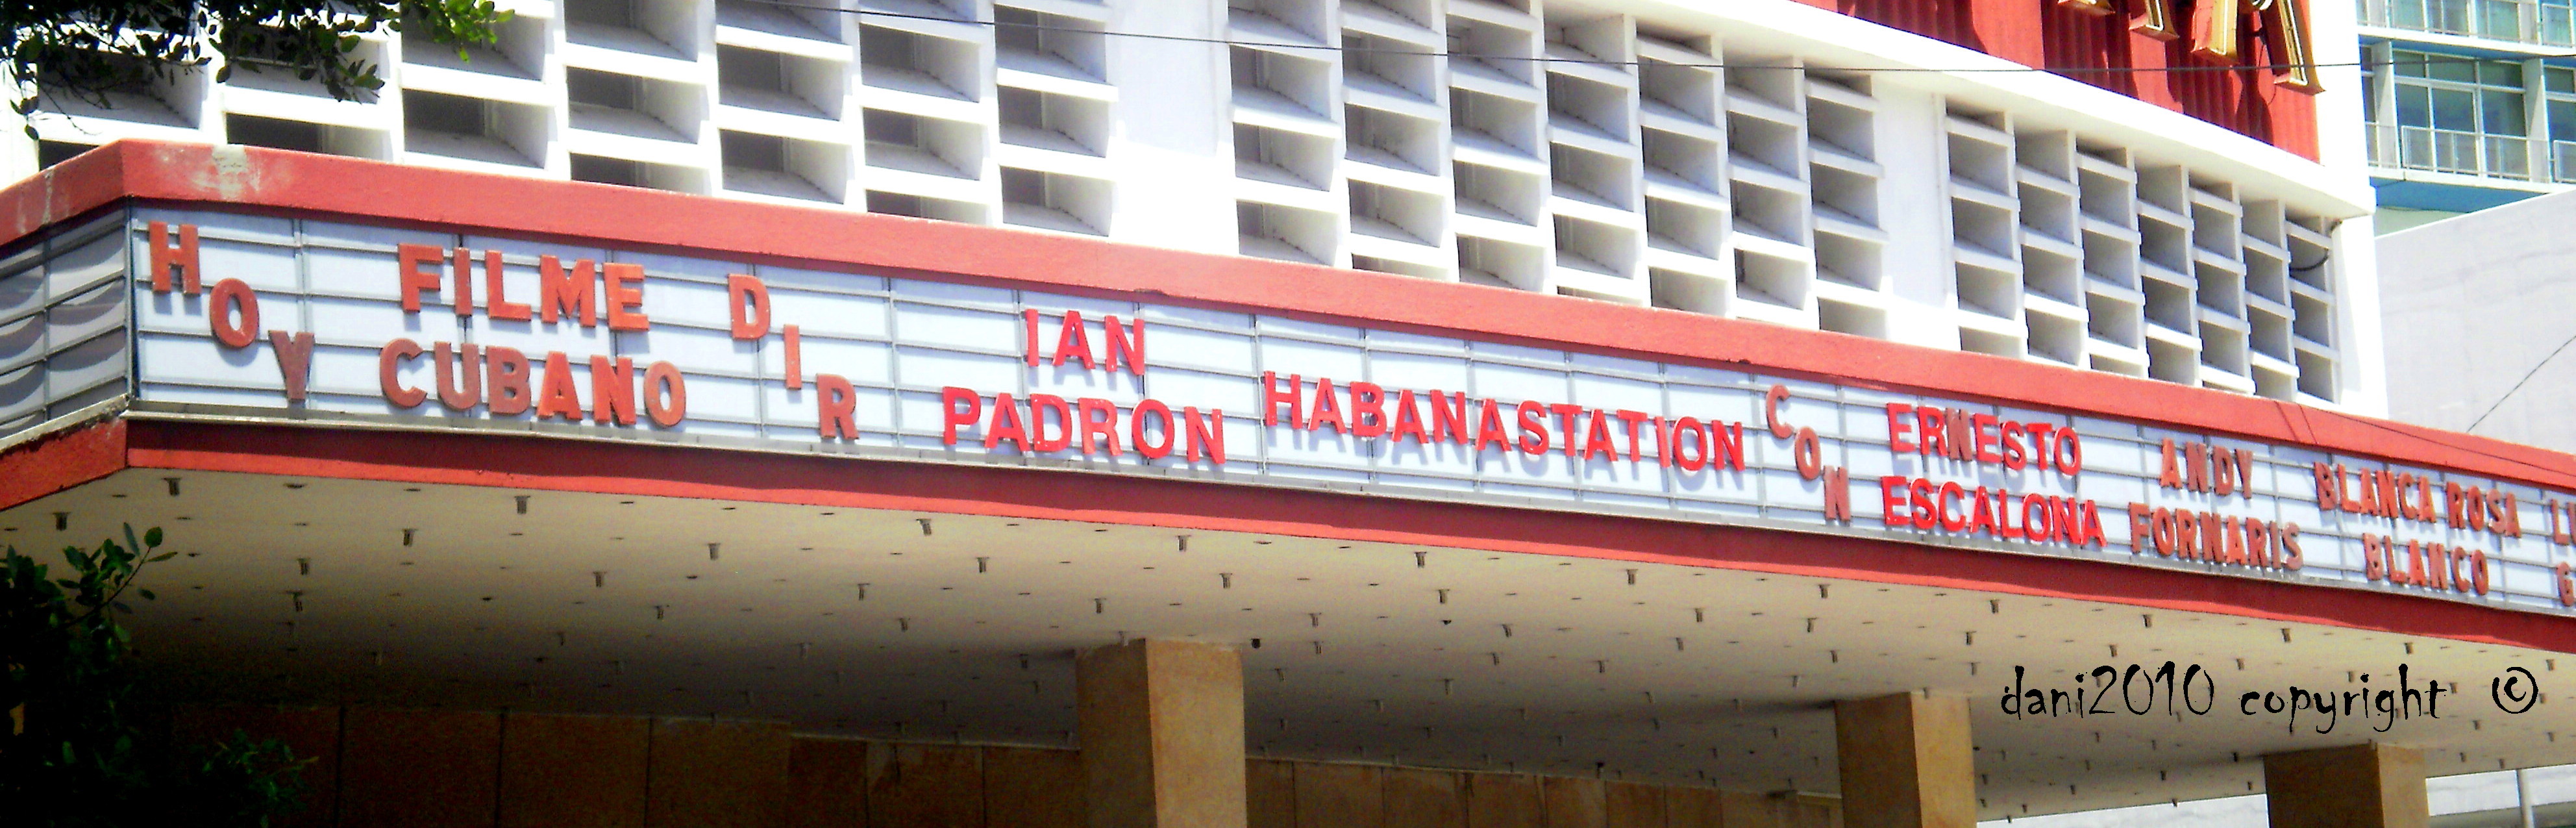 HOY
FILME
CUBANO
DIR
IAN
PADRON
HABANASTATION
CON
ERNESTO
ESCALONA
ANDY
FORNARIS
BLANCA ROSA
BLANCO
dani2010 copyright ©